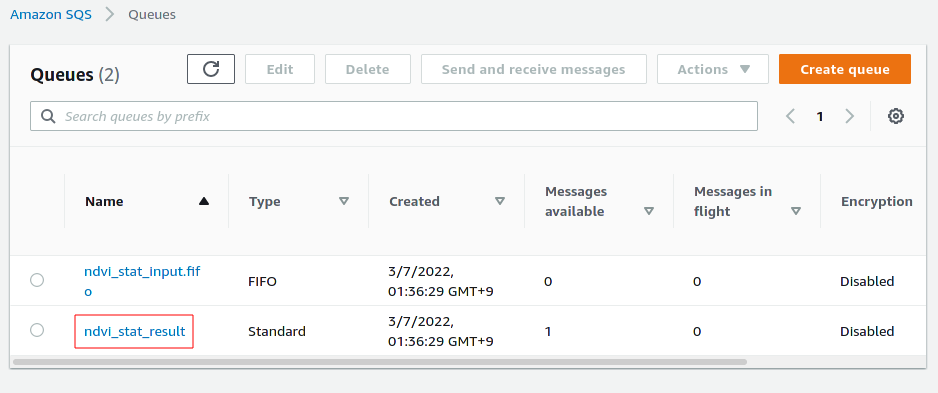 Amazon SQS > Queues
Queues (2)
Edit
Delete
Send and receive messages
Actions
Create queue
Search queues by prefix
1
Name
Type
Created
Messages
available
Messages in
flight
Encryption
ndvi_stat_input.fif
o
FIFO
3/7/2022,
01:36:29 GMT+9
0
0
Disabled
ndvi_stat_result
Standard
3/7/2022,
01:36:29 GMT+9
1
0
Disabled